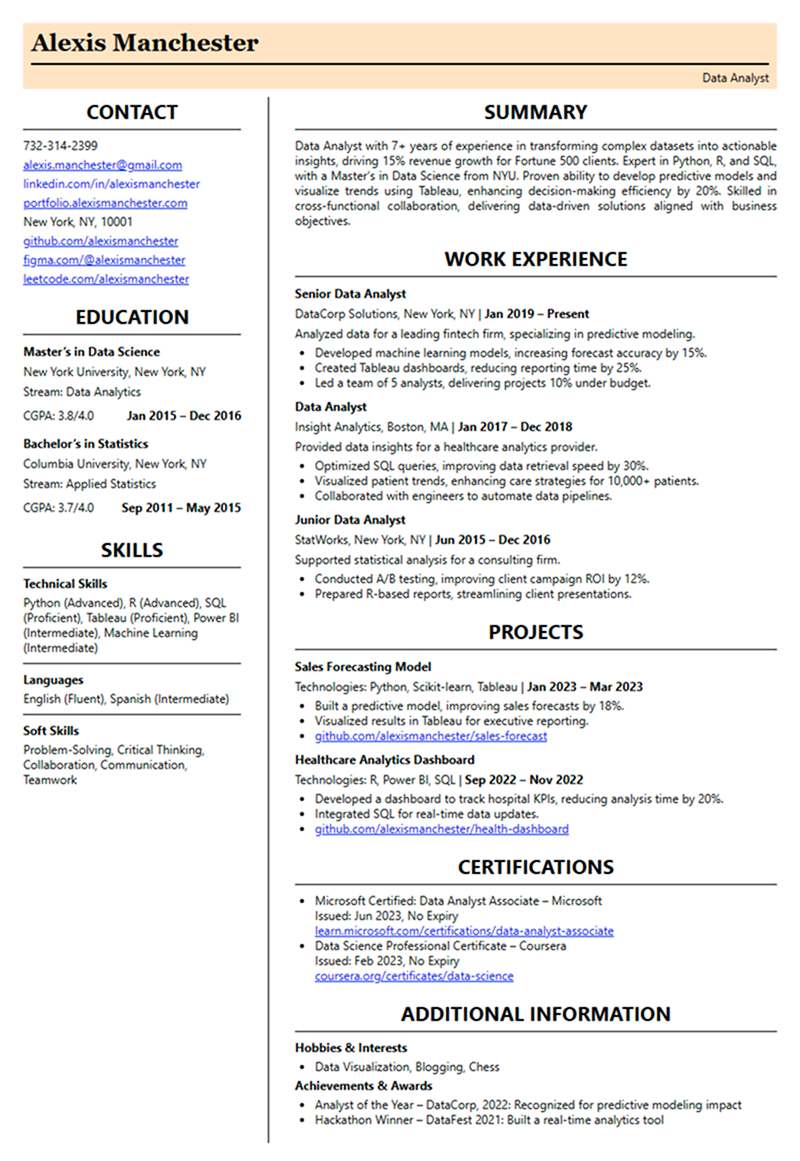 Alexis Manchester
Data Analyst
CONTACT
732-314-2399
alexis.manchester@gmail.com
linkedin.com/in/alexismanchester
portfolio.alexismanchester.com
New York, NY, 10001
github.com/alexismanchester
figma.com/@alexismanchester
leetcode.com/alexismanchester
EDUCATION
Master's in Data Science
New York University, New York, NY
Stream: Data Analytics
CGPA: 3.8/4.0 Jan 2015 – Dec 2016
Bachelor's in Statistics
Columbia University, New York, NY
Stream: Applied Statistics
CGPA: 3.7/4.0 Sep 2011 – May 2015
SKILLS
Technical Skills
Python (Advanced), R (Advanced), SQL
(Proficient), Tableau (Proficient), Power BI
(Intermediate), Machine Learning
(Intermediate)
Languages
English (Fluent), Spanish (Intermediate)
Soft Skills
Problem-Solving, Critical Thinking,
Collaboration, Communication,
Teamwork
SUMMARY
Data Analyst with 7+ years of experience in transforming complex datasets into actionable
insights, driving 15% revenue growth for Fortune 500 clients. Expert in Python, R, and SQL,
with a Master's in Data Science from NYU. Proven ability to develop predictive models and
visualize trends using Tableau, enhancing decision-making efficiency by 20%. Skilled in
cross-functional collaboration, delivering data-driven solutions aligned with business
objectives.
WORK EXPERIENCE
Senior Data Analyst
DataCorp Solutions, New York, NY | Jan 2019 – Present
Analyzed data for a leading fintech firm, specializing in predictive modeling.
• Developed machine learning models, increasing forecast accuracy by 15%.
• Created Tableau dashboards, reducing reporting time by 25%.
• Led a team of 5 analysts, delivering projects 10% under budget.
Data Analyst
Insight Analytics, Boston, MA | Jan 2017 – Dec 2018
Provided data insights for a healthcare analytics provider.
• Optimized SQL queries, improving data retrieval speed by 30%.
• Visualized patient trends, enhancing care strategies for 10,000+ patients.
• Collaborated with engineers to automate data pipelines.
Junior Data Analyst
StatWorks, New York, NY | Jun 2015 – Dec 2016
Supported statistical analysis for a consulting firm.
• Conducted A/B testing, improving client campaign ROI by 12%.
• Prepared R-based reports, streamlining client presentations.
PROJECTS
Sales Forecasting Model
Technologies: Python, Scikit-learn, Tableau | Jan 2023 – Mar 2023
• Built a predictive model, improving sales forecasts by 18%.
• Visualized results in Tableau for executive reporting.
• github.com/alexismanchester/sales-forecast
Healthcare Analytics Dashboard
Technologies: R, Power BI, SQL | Sep 2022 – Nov 2022
• Developed a dashboard to track hospital KPIs, reducing analysis time by 20%.
• Integrated SQL for real-time data updates.
• github.com/alexismanchester/health-dashboard
CERTIFICATIONS
• Microsoft Certified: Data Analyst Associate – Microsoft
Issued: Jun 2023, No Expiry
learn.microsoft.com/certifications/data-analyst-associate
• Data Science Professional Certificate – Coursera
Issued: Feb 2023, No Expiry
coursera.org/certificates/data-science
ADDITIONAL INFORMATION
Hobbies & Interests
• Data Visualization, Blogging, Chess
Achievements & Awards
• Analyst of the Year – DataCorp, 2022: Recognized for predictive modeling impact
• Hackathon Winner – DataFest 2021: Built a real-time analytics tool